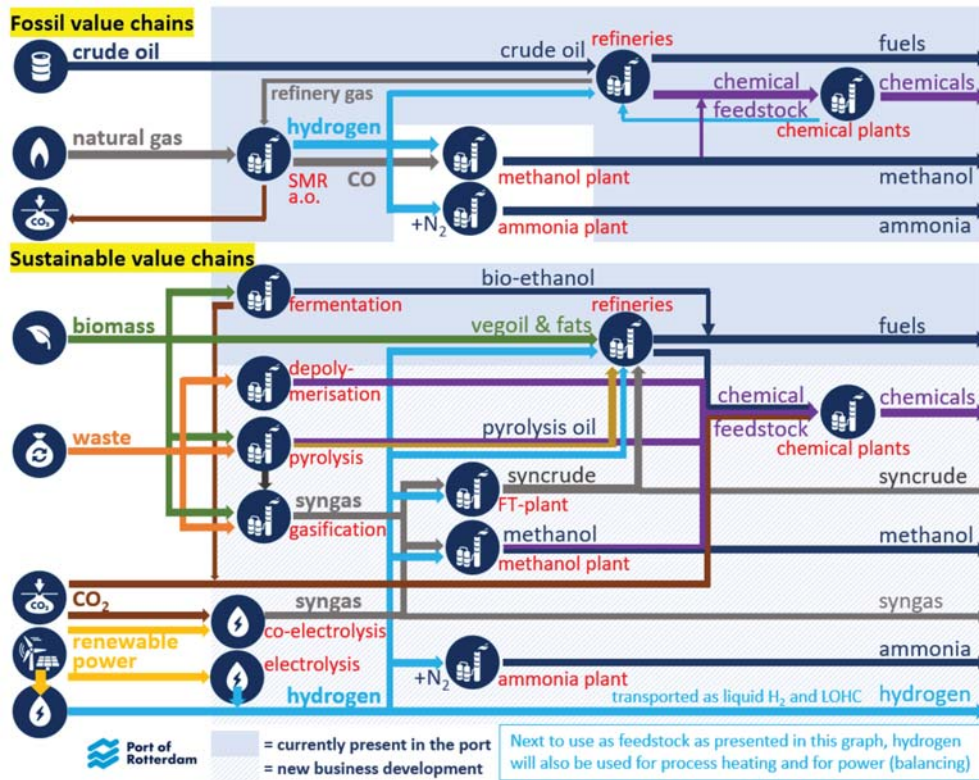 Fossil value chains
crude oil
crude oil
refineries
fuels
refinery gas
chemical
feedstock
chemicals
chemical plants
natural gas
hydrogen
SMR
a.o.
CO
methanol plant
methanol
CO₂
+N₂
ammonia plant
ammonia
Sustainable value chains
bio-ethanol
fermentation
refineries
biomass
vegoil & fats
fuels
depoly-
merisation
chemical
feedstock
chemicals
chemical plants
waste
pyrolysis oil
pyrolysis
syngas
gasification
syncrude
FT-plant
syncrude
methanol
methanol plant
methanol
CO₂
CO₂
syngas
syngas
co-electrolysis
renewable
power
electrolysis
+N₂
ammonia plant
ammonia
hydrogen
transported as liquid H₂ and LOHC
hydrogen
Port of
Rotterdam
= currently present in the port
= new business development
Next to use as feedstock as presented in this graph, hydrogen
will also be used for process heating and for power (balancing)